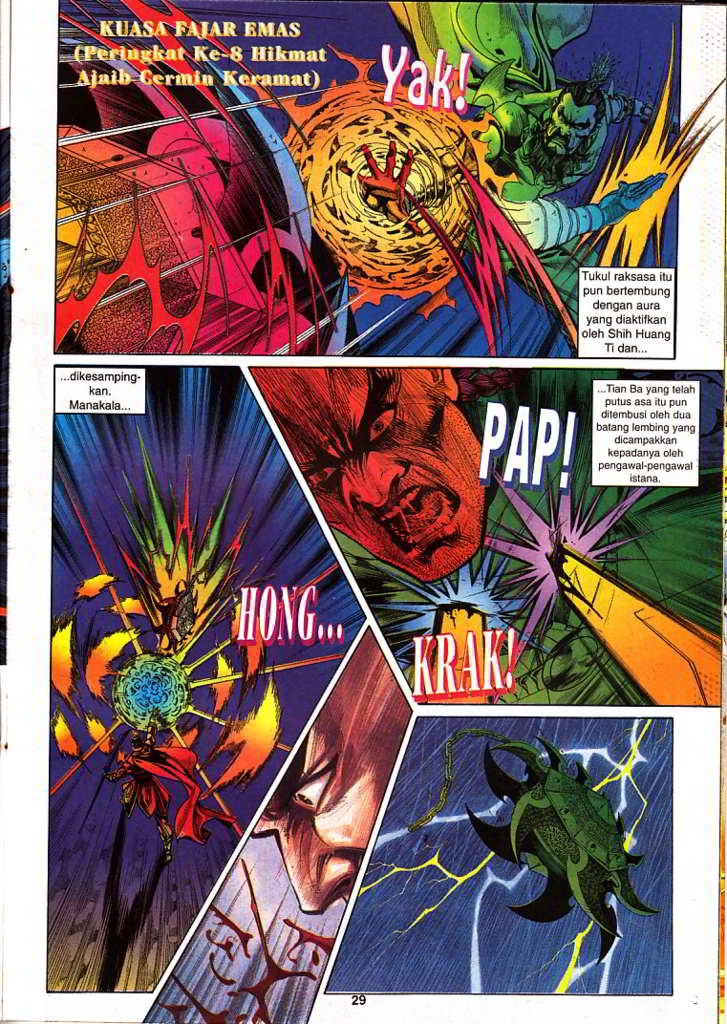 KUASA FAJAR EMAS
(Peringkat Ke-8 Hikmat
Ajaib Cermin Keramat)
Yak!
Tukul raksasa itu
pun bertembung
dengan aura
yang diaktifkan
oleh Shih Huang
Ti dan...
...dikesamping-
kan.
Manakala...
HONG...
PAP!
...Tian Ba yang telah
putus asa itu pun
ditembusi oleh dua
batang lembing yang
dicampakkan
kepadanya oleh
pengawal-pengawal
istana.
KRAK!
29